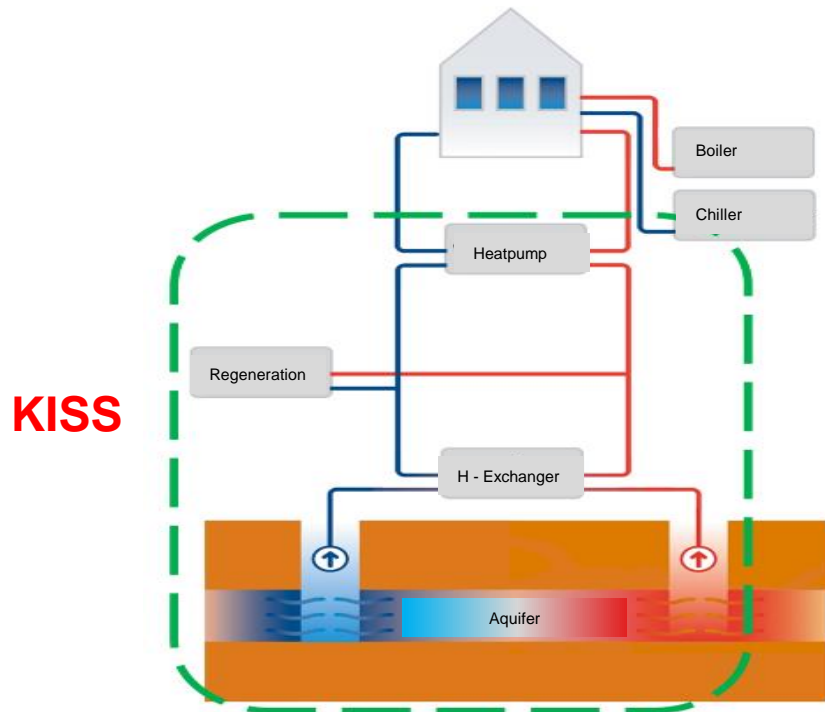 Boiler
Chiller
Heatpump
Regeneration
KISS
H - Exchanger
Aquifer